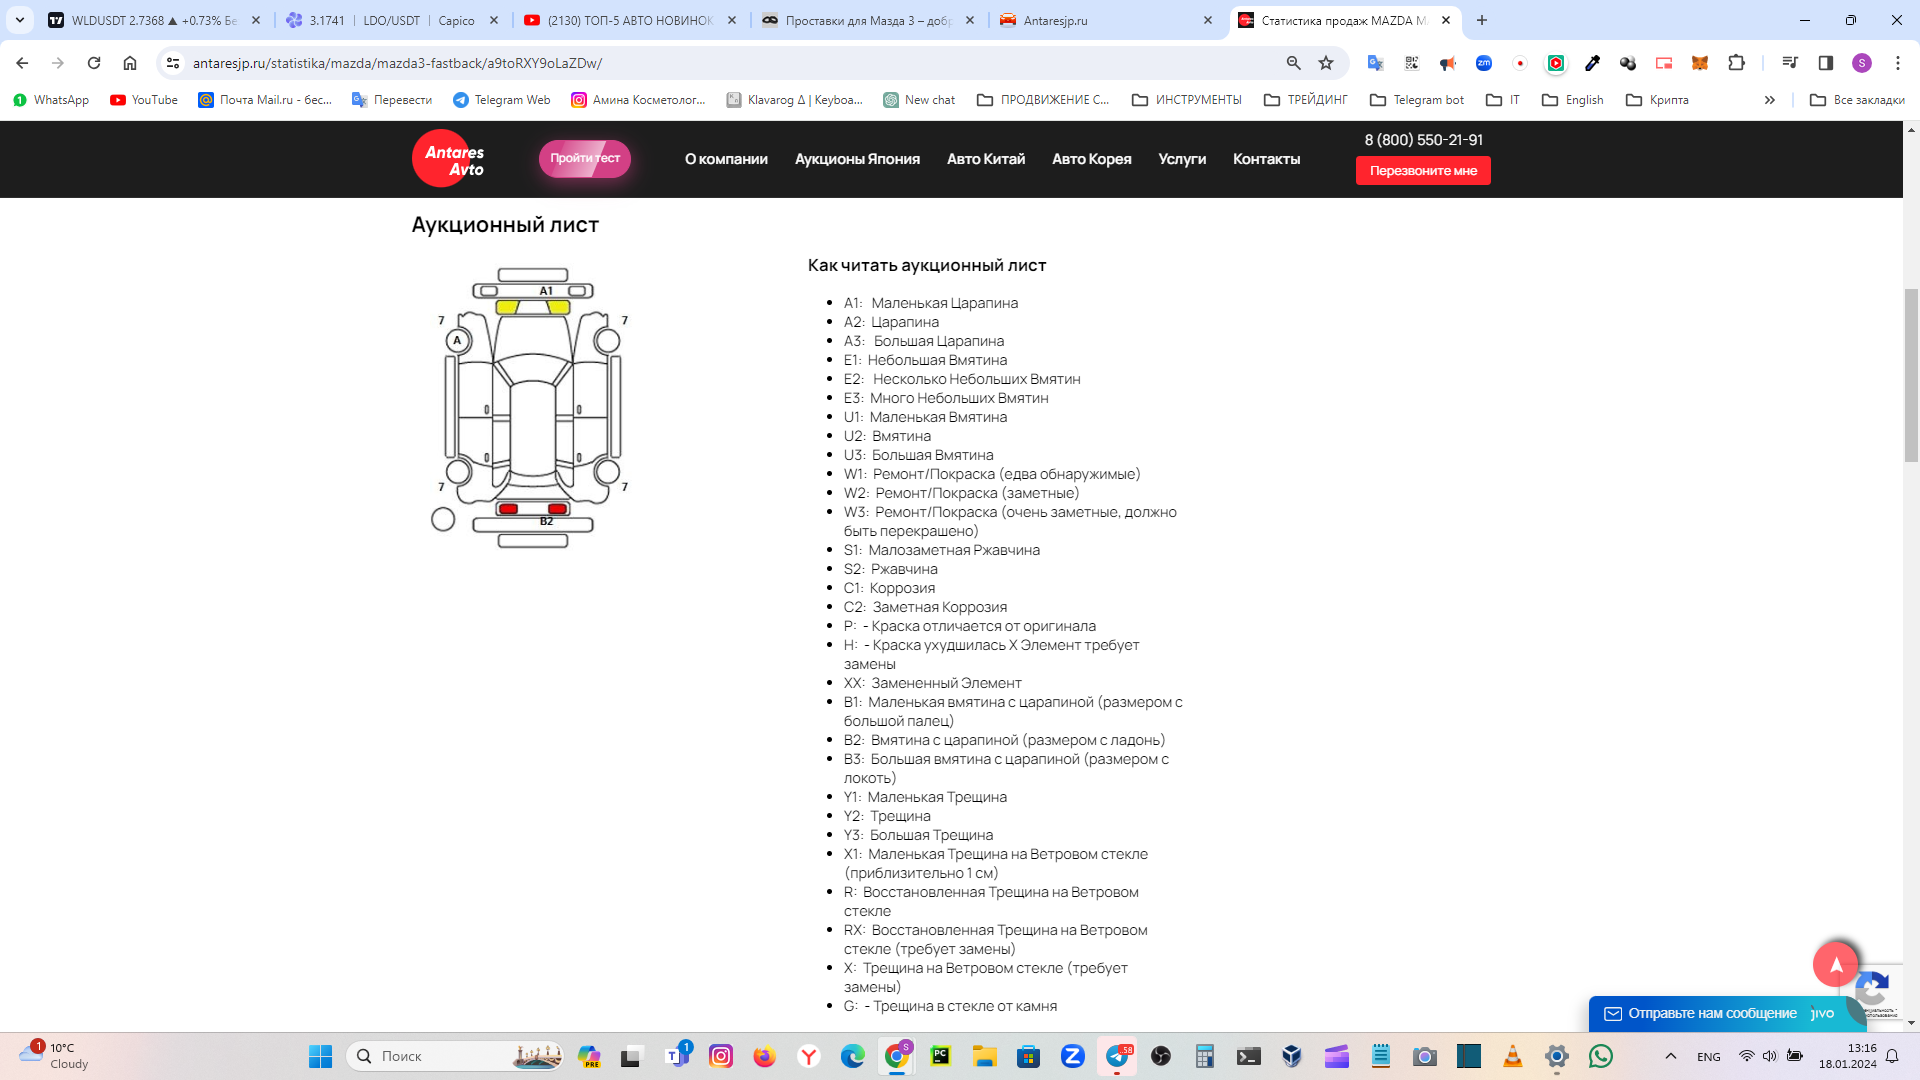 WLDUSDT 2.7368 ▲ +0.73% Бе
3.1741 | LDO/USDT | Capico
(2130) ТОП-5 АВТО НОВИНОК
Проставки для Мазда 3 – добр
Antaresjp.ru
Статистика продаж MAZDA MA
antaresjp.ru/statistika/mazda/mazda3-fastback/a9toRXY9oLaZDw/
WhatsApp
YouTube
Почта Mail.ru - бес...
Перевести
Telegram Web
Амина Косметолог...
Klavarog Δ | Keyboa...
New chat
ПРОДВИЖЕНИЕ С...
ИНСТРУМЕНТЫ
ТРЕЙДИНГ
Telegram bot
IT
English
Крипта
Все закладки
Antares
Avto
Пройти тест
О компании
Аукционы Япония
Авто Китай
Авто Корея
Услуги
Контакты
8 (800) 550-21-91
Перезвоните мне
Аукционный лист
A1
7
7
A
7
7
B2
Как читать аукционный лист
A1: Маленькая Царапина
A2: Царапина
A3: Большая Царапина
E1: Небольшая Вмятина
E2: Несколько Небольших Вмятин
E3: Много Небольших Вмятин
U1: Маленькая Вмятина
U2: Вмятина
U3: Большая Вмятина
W1: Ремонт/Покраска (едва обнаружимые)
W2: Ремонт/Покраска (заметные)
W3: Ремонт/Покраска (очень заметные, должно
быть перекрашено)
S1: Малозаметная Ржавчина
S2: Ржавчина
C1: Коррозия
C2: Заметная Коррозия
P: - Краска отличается от оригинала
H: - Краска ухудшилась X Элемент требует
замены
XX: Замененный Элемент
B1: Маленькая вмятина с царапиной (размером с
большой палец)
B2: Вмятина с царапиной (размером с ладонь)
B3: Большая вмятина с царапиной (размером с
локоть)
Y1: Маленькая Трещина
Y2: Трещина
Y3: Большая Трещина
X1: Маленькая Трещина на Ветровом стекле
(приблизительно 1 см)
R: Восстановленная Трещина на Ветровом
стекле
RX: Восстановленная Трещина на Ветровом
стекле (требует замены)
X: Трещина на Ветровом стекле (требует
замены)
G: - Трещина в стекле от камня
Отправьте нам сообщение
jivo
1
10°C
Cloudy
Поиск
PRE
1
S
PC
58
ENG
13:16
18.01.2024